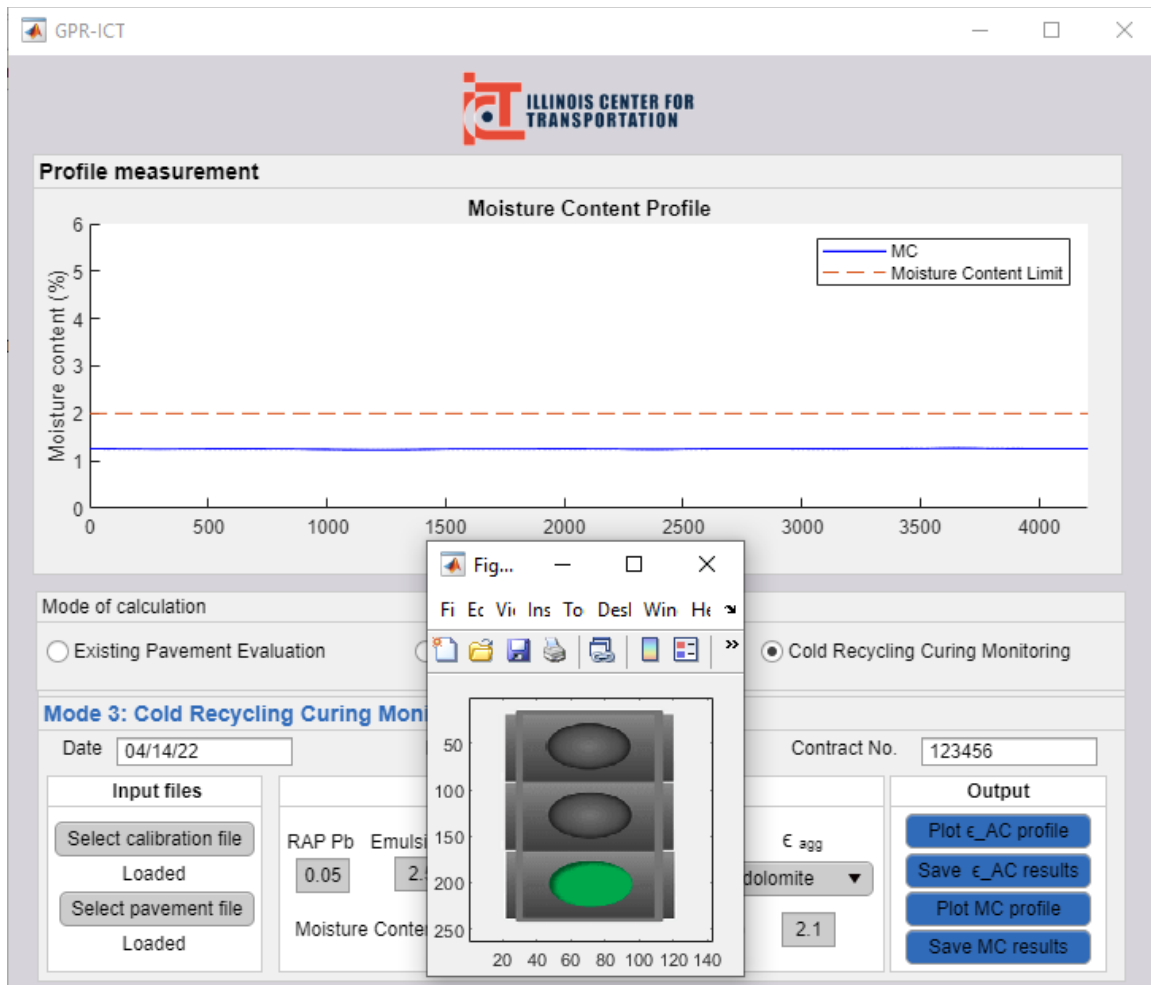 GPR-ICT
ICT ILLINOIS CENTER FOR
TRANSPORTATION
Profile measurement
Moisture Content Profile
6
5
4
3
2
1
0
Moisture content (%)
MC
Moisture Content Limit
0 500 1000 1500 2000 2500 3000 3500 4000
Fig...
Mode of calculation
Fi Ec Vi Ins To Desl Win He
Existing Pavement Evaluation
Cold Recycling Curing Monitoring
»
Mode 3: Cold Recycling Curing Moni
Date 04/14/22
Contract No. 123456
50
100
150
200
250
20 40 60 80 100 120 140
Input files
Select calibration file
Loaded
Select pavement file
Loaded
RAP Pb Emulsi
0.05 2.
Moisture Conte
ϵ agg
dolomite
2.1
Output
Plot ϵ_AC profile
Save ϵ_AC results
Plot MC profile
Save MC results